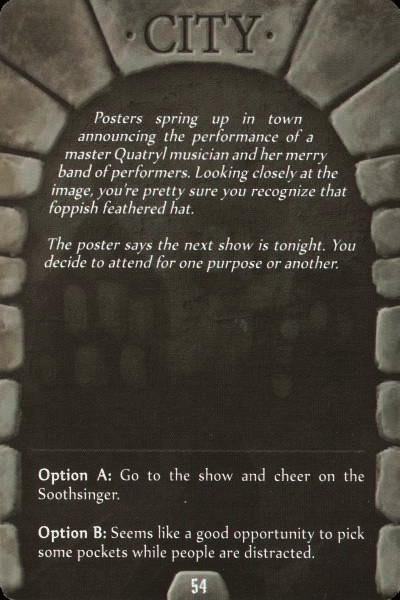 ·CITY·
Posters spring up in town
announcing the performance of a
master Quatryl musician and her merry
band of performers. Looking closely at the
image, you're pretty sure you recognize that
foppish feathered hat.
The poster says the next show is tonight. You
decide to attend for one purpose or another.
Option A: Go to the show and cheer on the
Soothsinger.
Option B: Seems like a good opportunity to pick
some pockets while people are distracted.
54